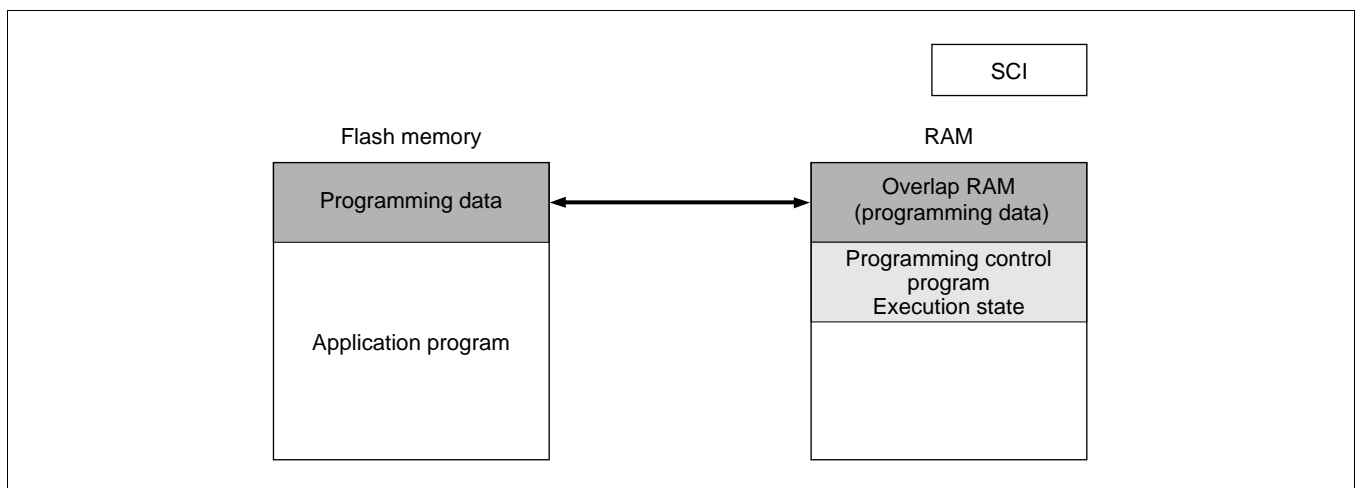 SCI
Flash memory
RAM
Programming data
Overlap RAM
(programming data)
Programming control
program
Execution state
Application program